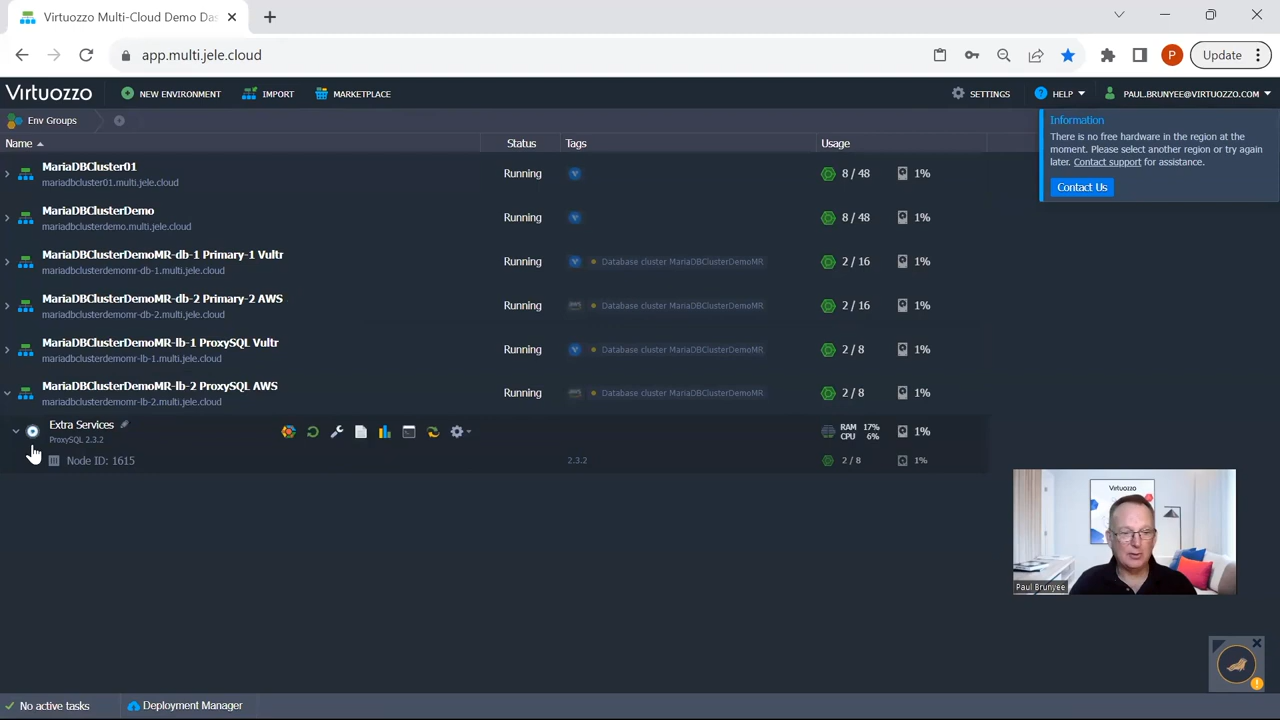 Virtuozzo Multi-Cloud Demo Das
app.multi.jele.cloud
P
Update
Virtuozzo
NEW ENVIRONMENT
IMPORT
MARKETPLACE
SETTINGS
HELP
PAUL.BRUNYEE@VIRTUOZZO.COM
Env Groups
Name
Status
Tags
Usage
Information
There is no free hardware in the region at the
moment. Please select another region or try again
later. Contact support for assistance.
Contact Us
MariaDBCluster01
mariadbcluster01.multi.jele.cloud
Running
8 / 48
1%
MariaDBClusterDemo
mariadbclusterdemo.multi.jele.cloud
Running
8 / 48
1%
MariaDBClusterDemoMR-db-1 Primary-1 Vultr
mariadbclusterdemomr-db-1.multi.jele.cloud
Running
Database cluster MariaDBClusterDemoMR
2 / 16
1%
MariaDBClusterDemoMR-db-2 Primary-2 AWS
mariadbclusterdemomr-db-2.multi.jele.cloud
Running
aws
Database cluster MariaDBClusterDemoMR
2 / 16
1%
MariaDBClusterDemoMR-lb-1 ProxySQL Vultr
mariadbclusterdemomr-lb-1.multi.jele.cloud
Running
Database cluster MariaDBClusterDemoMR
2 / 8
1%
MariaDBClusterDemoMR-lb-2 ProxySQL AWS
mariadbclusterdemomr-lb-2.multi.jele.cloud
Running
aws
Database cluster MariaDBClusterDemoMR
2 / 8
1%
Extra Services
ProxySQL 2.3.2
RAM 17%
CPU 6%
1%
Node ID: 1615
2.3.2
2 / 8
1%
Virtuozzo
Paul Brunyee
No active tasks
Deployment Manager